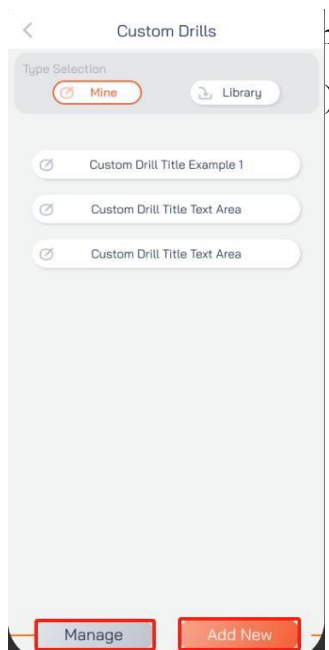 Custom Drills
Type Selection
Mine
Library
Custom Drill Title Example 1
Custom Drill Title Text Area
Custom Drill Title Text Area
Manage
Add New